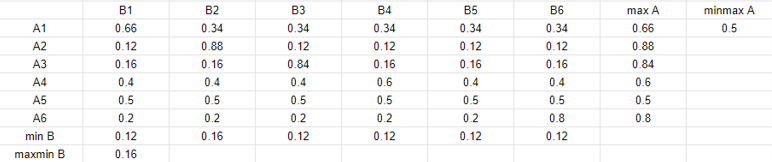 B1 B2 B3 B4 B5 B6 max A minmax A
A1 0.66 0.34 0.34 0.34 0.34 0.34 0.66 0.5
A2 0.12 0.88 0.12 0.12 0.12 0.12 0.88
A3 0.16 0.16 0.84 0.16 0.16 0.16 0.84
A4 0.4 0.4 0.4 0.6 0.4 0.4 0.6
A5 0.5 0.5 0.5 0.5 0.5 0.5 0.5
A6 0.2 0.2 0.2 0.2 0.2 0.8 0.8
min B 0.12 0.16 0.12 0.12 0.12 0.12
maxmin B 0.16